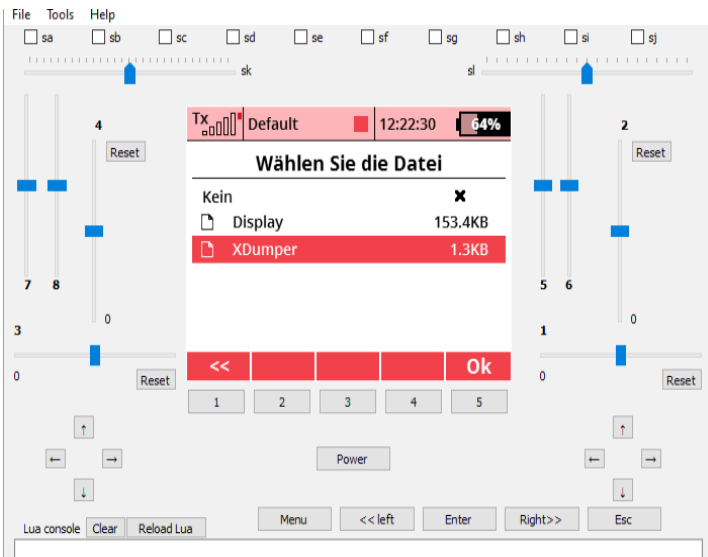 File Tools Help
sa sb sc sd se sf sg sh si sj
sk sl
Tx Default 12:22:30 64%
Wählen Sie die Datei
Kein
Display 153.4KB
XDumper 1.3KB
<< Ok
1 2 3 4 5
4
Reset
7 8
0
3
0
Reset
2
Reset
5 6
0
1
0
Reset
↑
← →
↓
Power
↑
← →
↓
Menu <<left Enter Right>> Esc
Lua console Clear Reload Lua